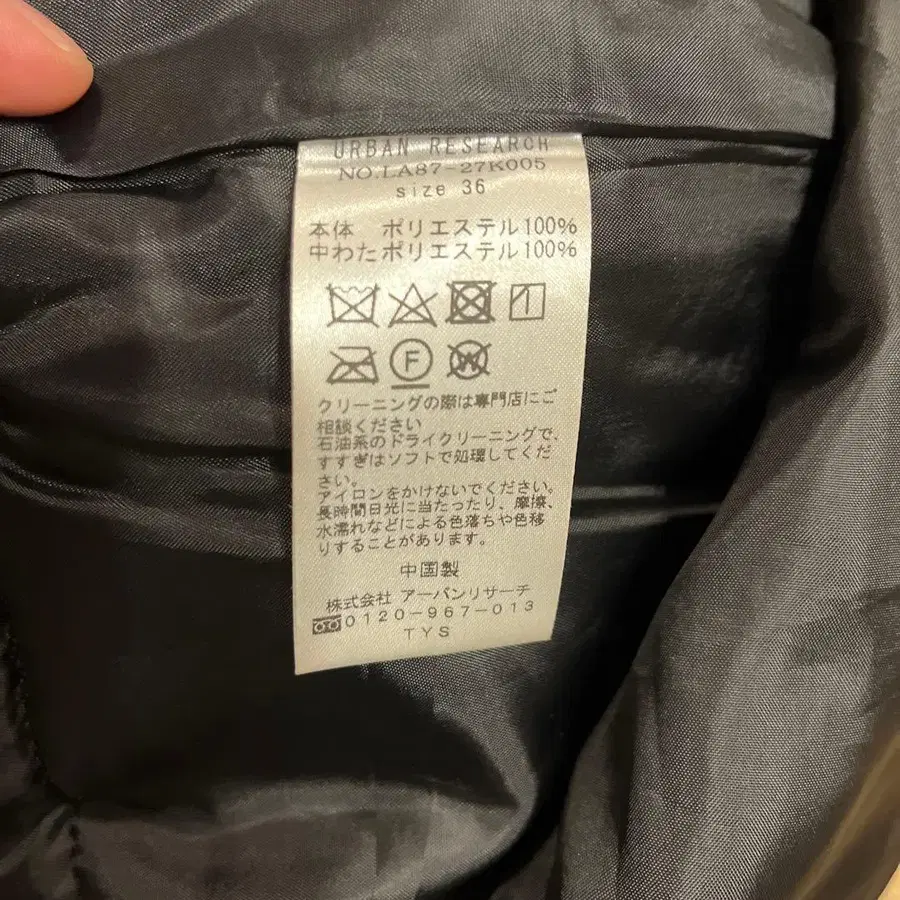 URBAN RESEARCH
NO.LA87-27K005
size 36
本体 ポリエステル100%
中わたポリエステル100%
F W
クリーニングの際は専門店にご
相談ください
石油系のドライクリーニングで、
すすぎはソフトで処理してくだ
さい。
アイロンをかけないでください。
長時間日光に当たったり、摩擦、
水濡れなどによる色落ちや色移
りすることがあります。
中国製
株式会社 アーバンリサーチ
0120-967-013
TYS